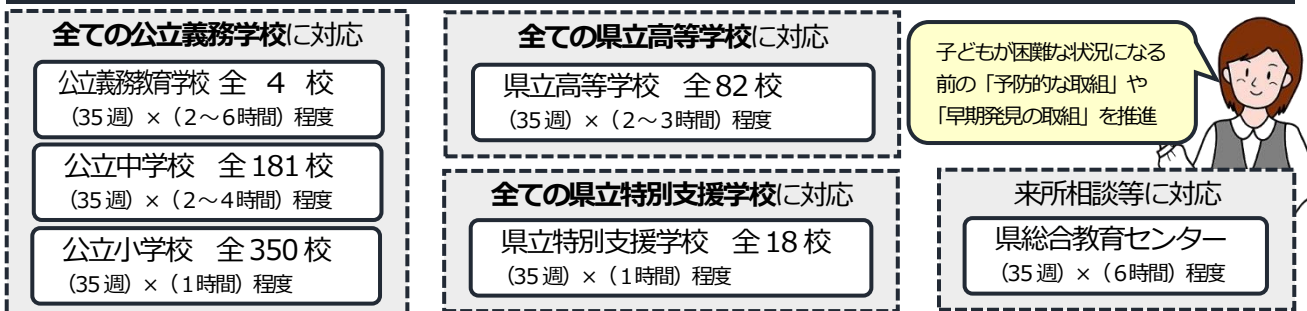 全ての公立義務学校に対応
公立義務教育学校 全 4 校
（35週）×（2～6時間）程度
公立中学校 全181校
（35週）×（2～4時間）程度
公立小学校 全350校
（35週）×（1時間）程度
全ての県立高等学校に対応
県立高等学校 全82校
（35週）×（2～3時間）程度
全ての県立特別支援学校に対応
県立特別支援学校 全18校
（35週）×（1時間）程度
子どもが困難な状況になる
前の「予防的な取組」や
「早期発見の取組」を推進
来所相談等に対応
県総合教育センター
（35週）×（6時間）程度